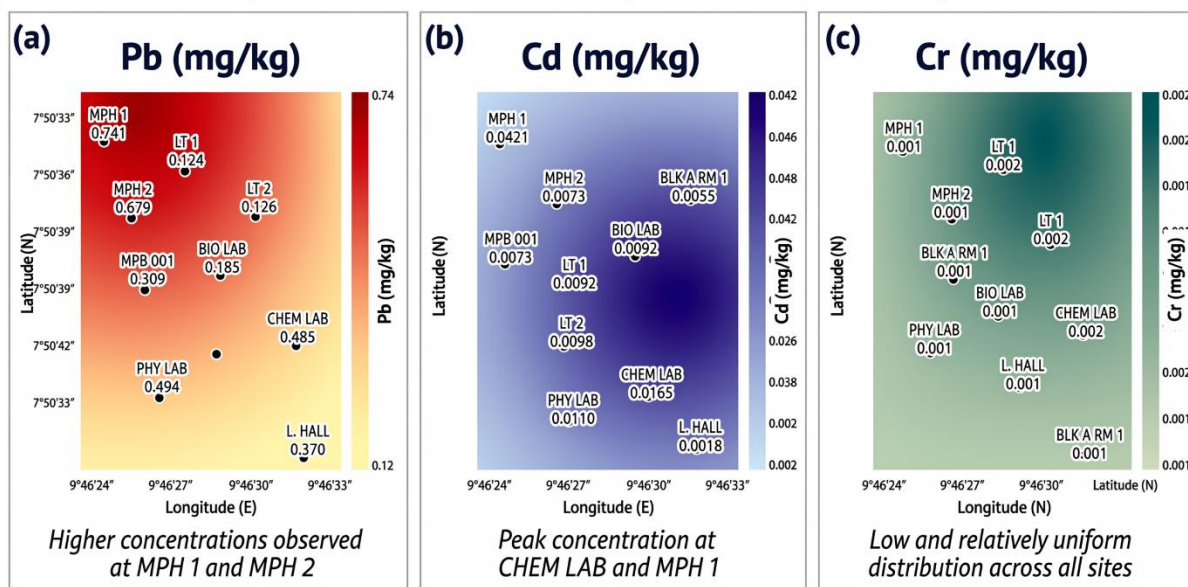 (a)
Pb (mg/kg)
7°50'33"
7°50'36"
7°50'39"
7°50'39"
7°50'42"
7°50'33"
Latitude (N)
MPH 1
0.741
LT 1
0.124
MPH 2
0.679
LT 2
0.126
BIO LAB
0.185
MPB 001
0.309
CHEM LAB
0.485
PHY LAB
0.494
L. HALL
0.370
0.74
Pb (mg/kg)
0.12
9°46'24"
9°46'27"
9°46'30
9°46'33
Longitude (E)
Higher concentrations observed
at MPH 1 and MPH 2
(b)
Cd (mg/kg)
Latitude (N)
MPH 1
0.0421
MPH 2
0.0073
BLK A RM 1
0.0055
BIO LAB
0.0092
MPB 001
0.0073
LT 1
0.0092
LT 2
0.0098
CHEM LAB
0.0165
PHY LAB
0.0110
L. HALL
0.0018
0.042
0.046
0.042
0.026
0.038
0.002
0.002
Cd (mg/kg)
9°46'24"
9°46'27
9°46'30
9°46'33
Longitude (E)
Peak concentration at
CHEM LAB and MPH 1
(c)
Cr (mg/kg)
MPH 1
0.001
LT 1
0.002
MPH 2
0.001
LT 1
0.002
BLK A RM 1
0.001
BIO LAB
0.001
CHEM LAB
0.002
PHY LAB
0.001
L. HALL
0.001
BLK A RM 1
0.001
0.002
0.002
0.001
0.002
0.001
0.001
Cr (mg/kg)
9°46'24
9°46'27
9°46'30
Latitude (N)
Longitude (N)
Low and relatively uniform
distribution across all sites